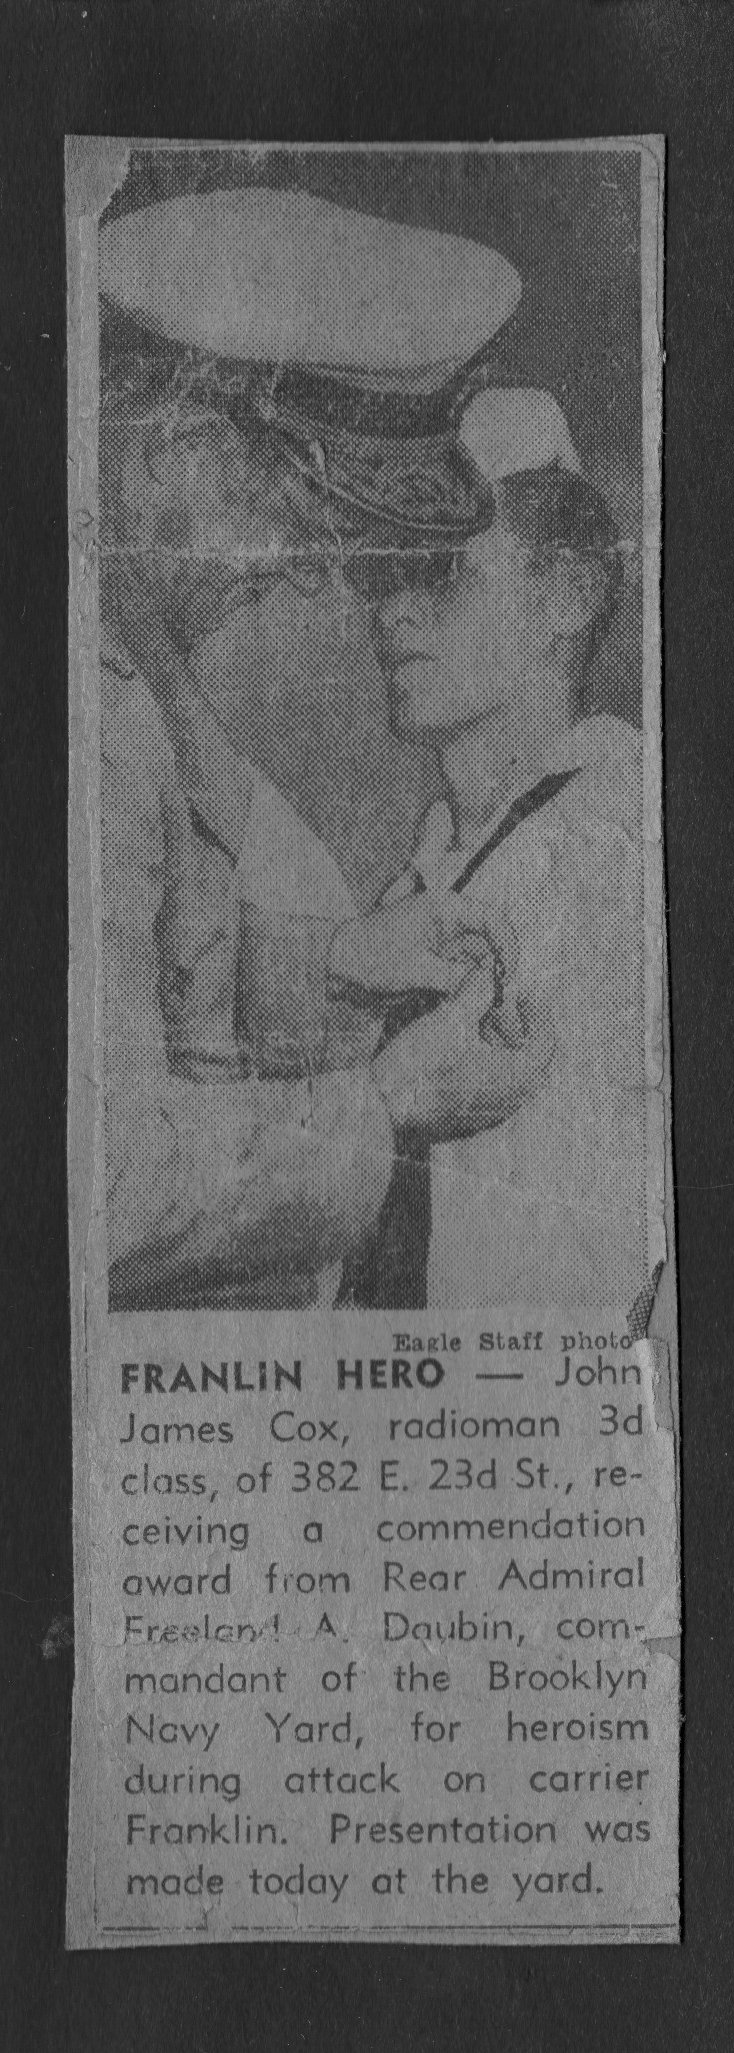 Eagle Staff photo
FRANLIN HERO — John
James Cox, radioman 3d
class, of 382 E. 23d St., re-
ceiving a commendation
award from Rear Admiral
Freeland A. Daubin, com-
mandant of the Brooklyn
Navy Yard, for heroism
during attack on carrier
Franklin. Presentation was
made today at the yard.